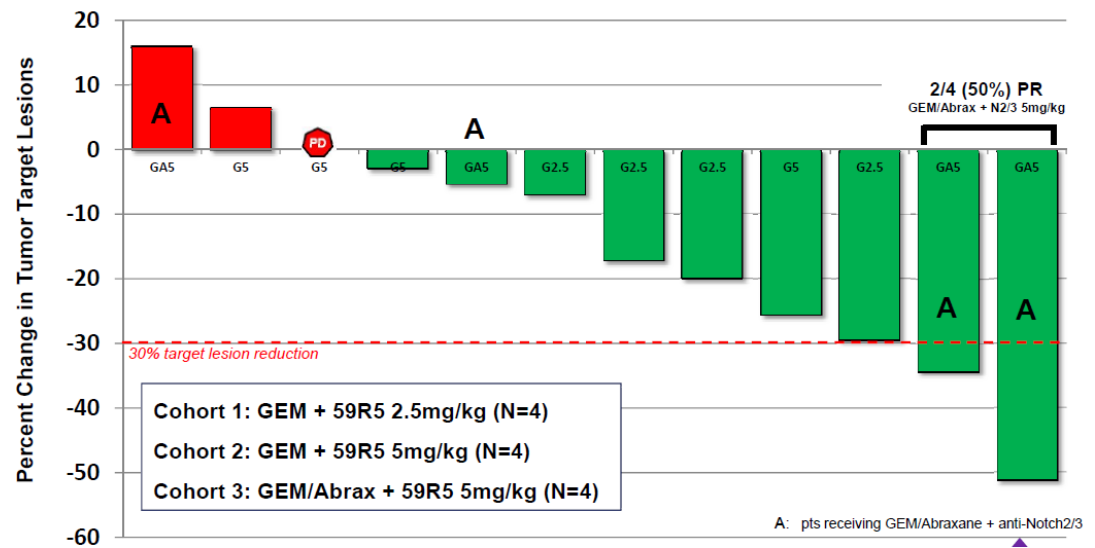 Percent Change in Tumor Target Lesions
20
10
0
-10
-20
-30
-40
-50
-60
A
GA5
G5
PD
G5
G5
A
GA5
G2.5
G2.5
G2.5
G5
G2.5
2/4 (50%) PR
GEM/Abrax + N2/3 5mg/kg
GA5
A
GA5
A
30% target lesion reduction
Cohort 1: GEM + 59R5 2.5mg/kg (N=4)
Cohort 2: GEM + 59R5 5mg/kg (N=4)
Cohort 3: GEM/Abrax + 59R5 5mg/kg (N=4)
A: pts receiving GEM/Abraxane + anti-Notch2/3